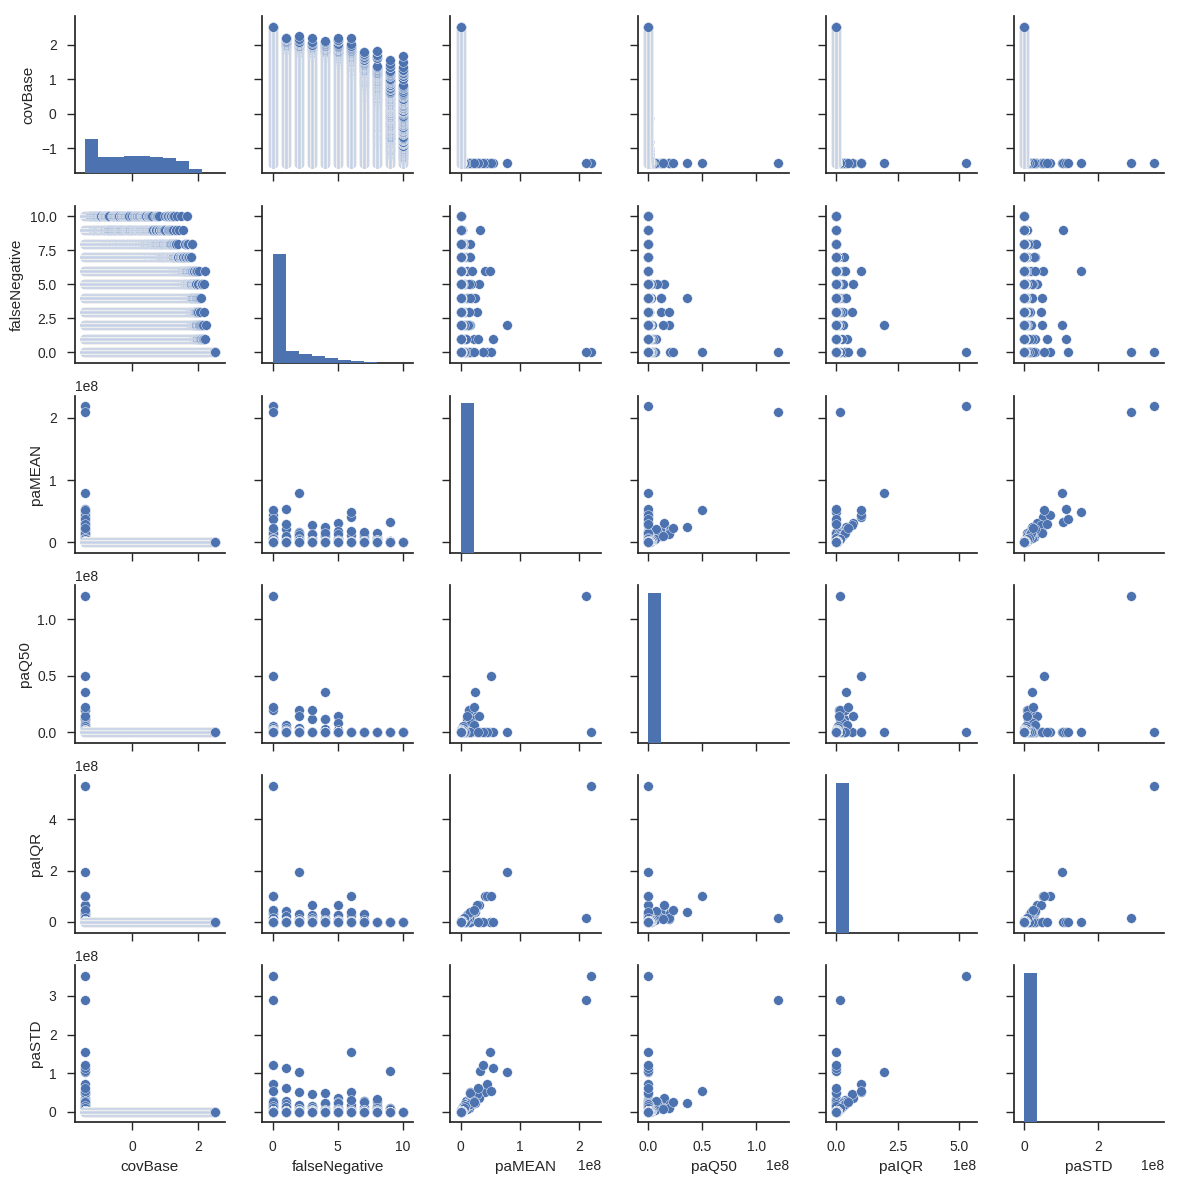 covBase
2
1
0
−1
falseNegative
10.0
7.5
5.0
2.5
0.0
1e8
paMEAN
2
1
0
1e8
paQ50
1.0
0.5
0.0
1e8
paIQR
4
2
0
1e8
paSTD
3
2
1
0
0 2
0 5 10
0 1 2
0.0 0.5 1.0
0.0 2.5 5.0
0 2
covBase
falseNegative
paMEAN 1e8
paQ50 1e8
paIQR 1e8
paSTD 1e8